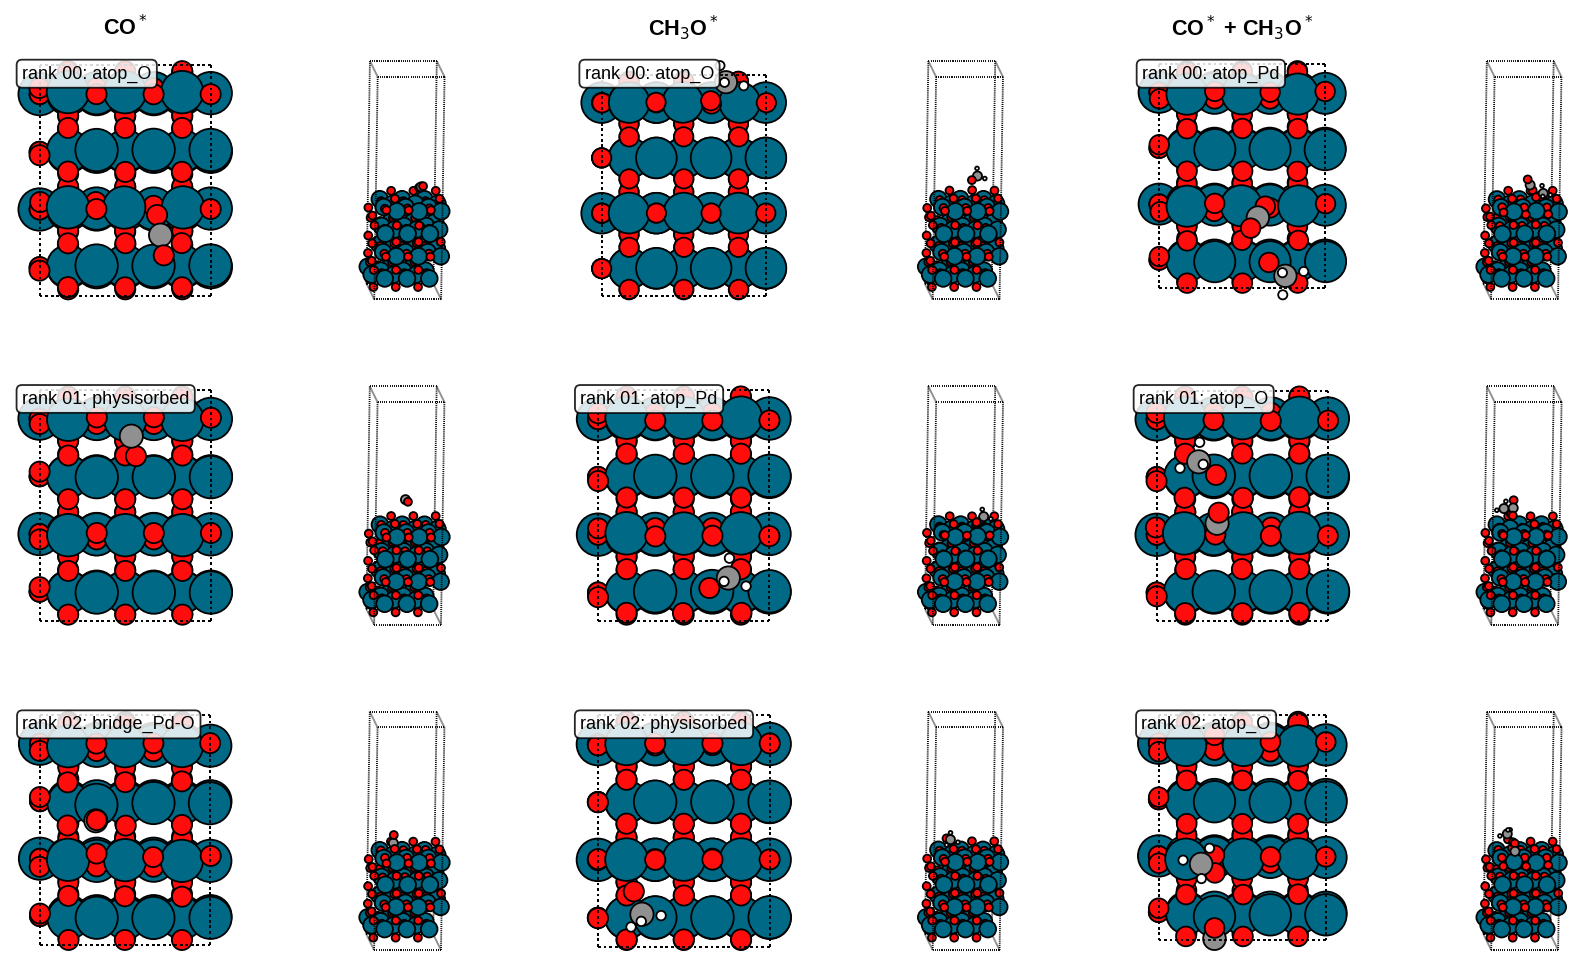 CO* CH₃O* CO* + CH₃O*
rank 00: atop_O rank 00: atop_O rank 00: atop_Pd
rank 01: physisorbed rank 01: atop_Pd rank 01: atop_O
rank 02: bridge_Pd-O rank 02: physisorbed rank 02: atop_O